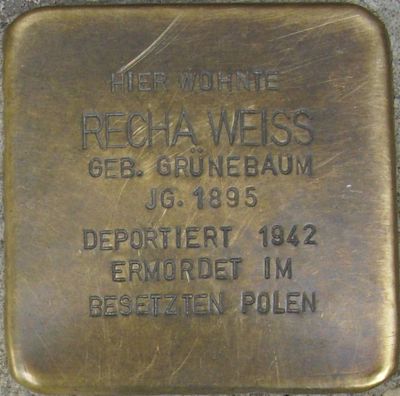 HIER WOHNTE
RECHA WEISS
GEB. GRÜNEBAUM
JG. 1895
DEPORTIERT 1942
ERMORDET IM
BESETZTEN POLEN